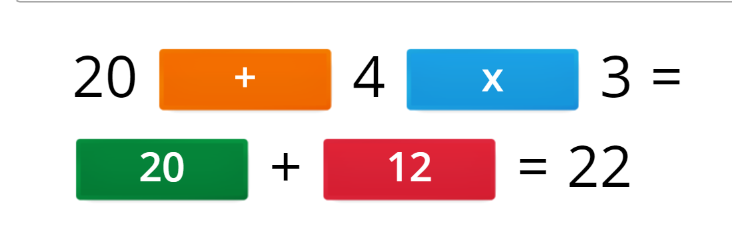 20 + 4 x 3 =
20 + 12 = 22